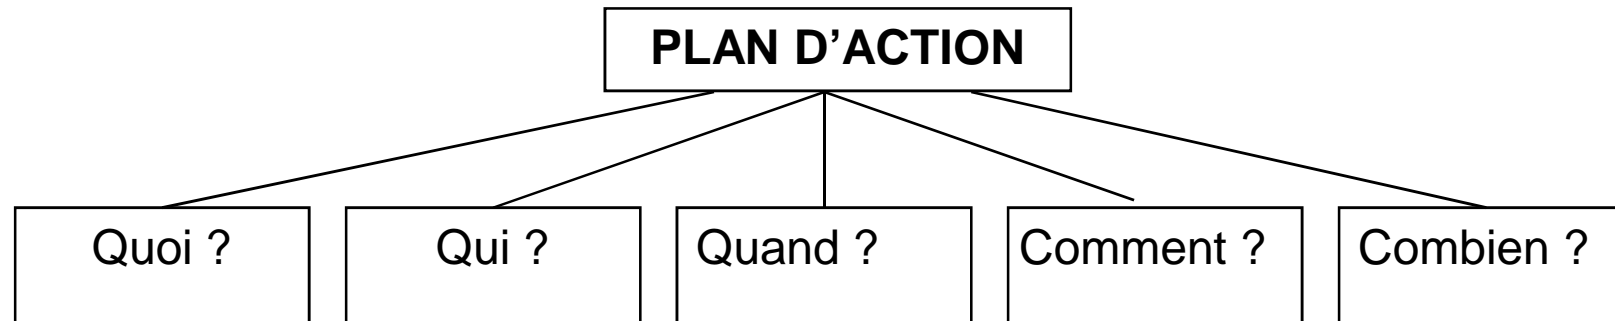 PLAN D’ACTION
Quoi ?
Qui ?
Quand ?
Comment ?
Combien ?